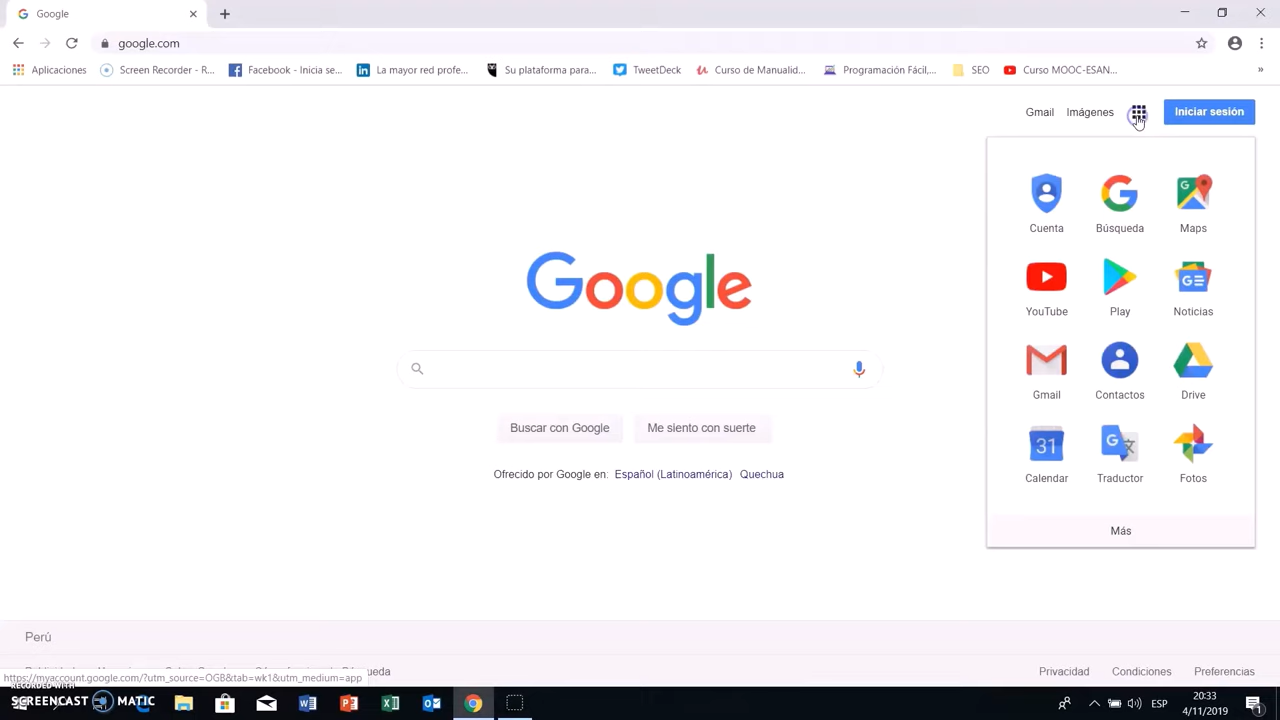 Google
google.com
Aplicaciones Screen Recorder - R... Facebook - Inicia se... La mayor red profe... Su plataforma para... TweetDeck Curso de Manualid... Programación Fácil,... SEO Curso MOOC-ESAN... »
Gmail Imágenes Iniciar sesión
Cuenta Búsqueda Maps
YouTube Play Noticias
Gmail Contactos Drive
31
Calendar Traductor Fotos
Más
Google
Buscar con Google Me siento con suerte
Ofrecido por Google en: Español (Latinoamérica) Quechua
Perú
Privacidad Condiciones Preferencias
https://myaccount.google.com/?utm_source=OGB&tab=wk1&utm_medium=app
RECORDED WITH
SCREENCAST MATIC
ESP
20:33
4/11/2019